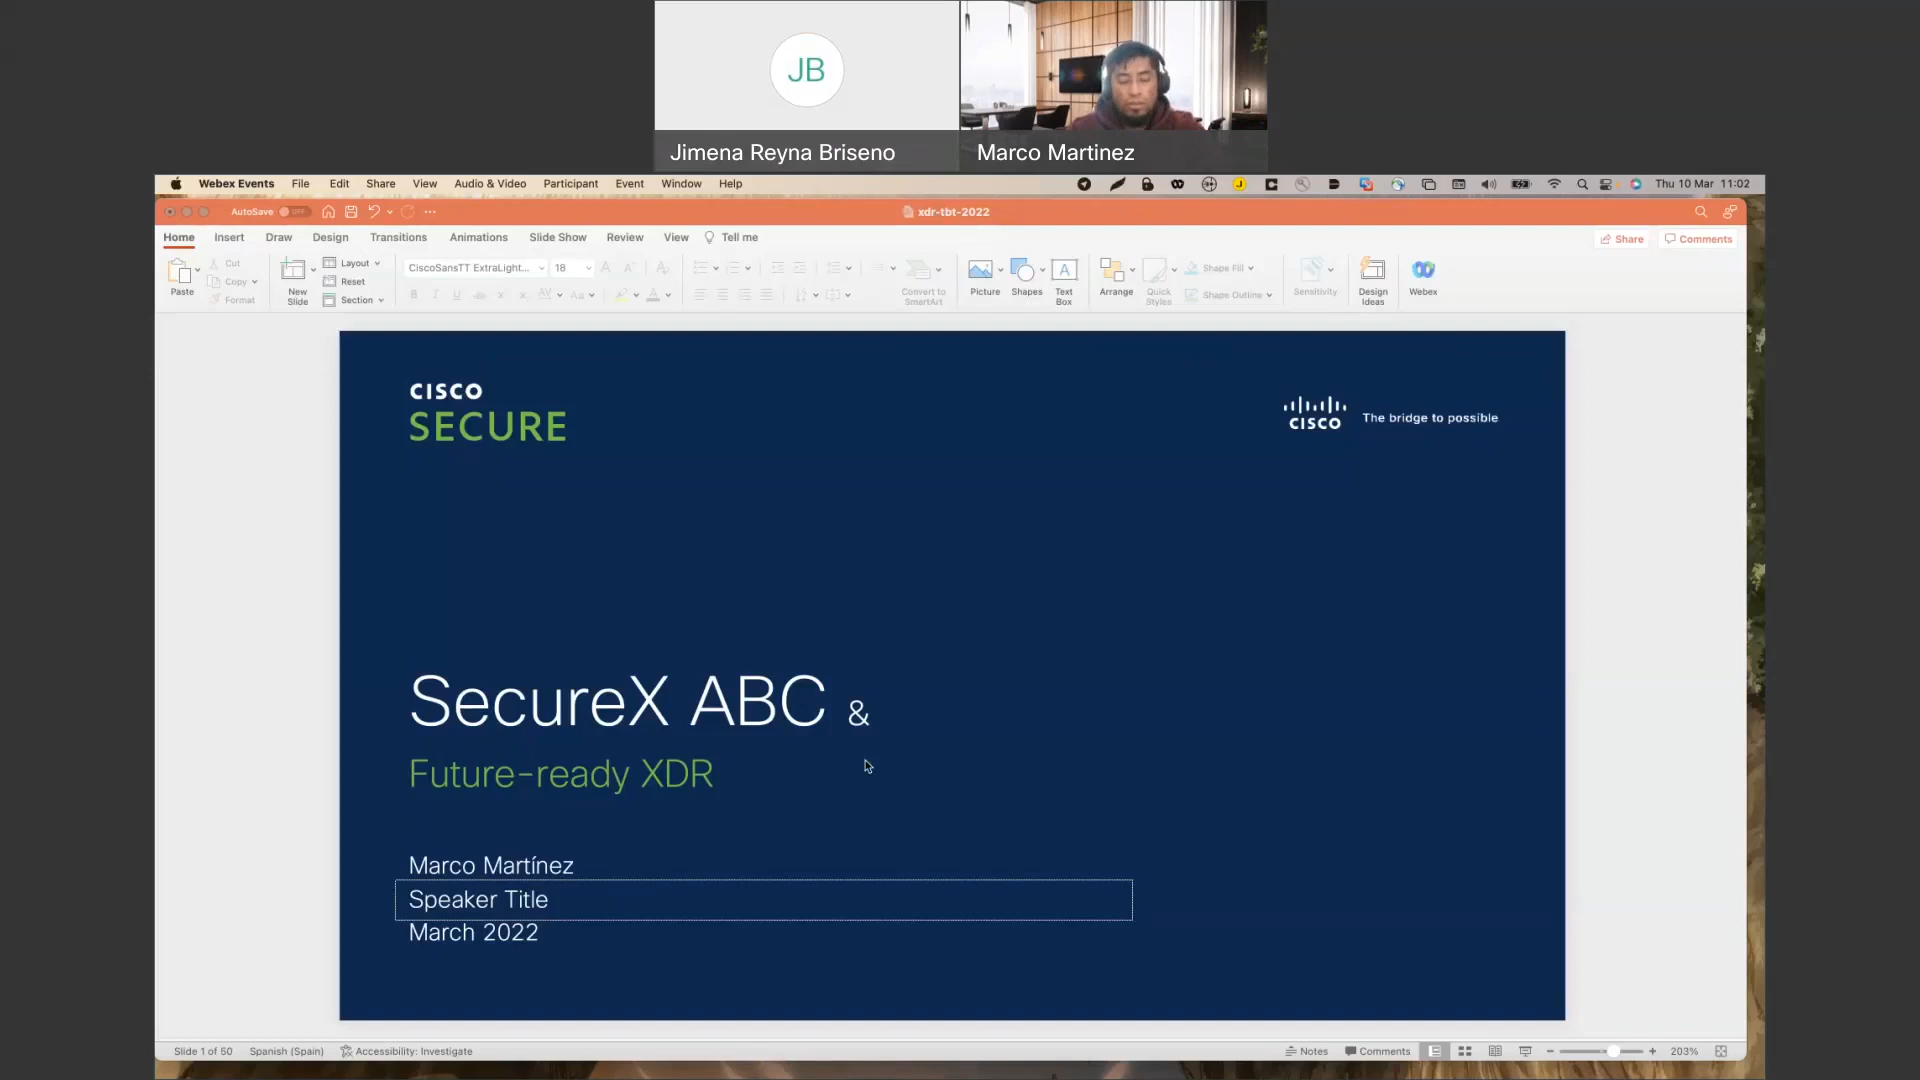 JB
Jimena Reyna Briseno
Marco Martinez
Webex Events File Edit Share View Audio & Video Participant Event Window Help
Thu 10 Mar 11:02
AutoSave OFF
xdr-tbt-2022
Home Insert Draw Design Transitions Animations Slide Show Review View Tell me
Share Comments
Paste
Cut
Copy
Format
New Slide
Layout
Reset
Section
CiscoSansTT ExtraLight... 18
Convert to SmartArt
Picture
Shapes
Text Box
Arrange
Quick Styles
Shape Fill
Shape Outline
Sensitivity
Design Ideas
Webex
CISCO
SECURE
CISCO
The bridge to possible
SecureX ABC &
Future-ready XDR
Marco Martínez
Speaker Title
March 2022
Slide 1 of 50 Spanish (Spain) Accessibility: Investigate
Notes Comments 203%